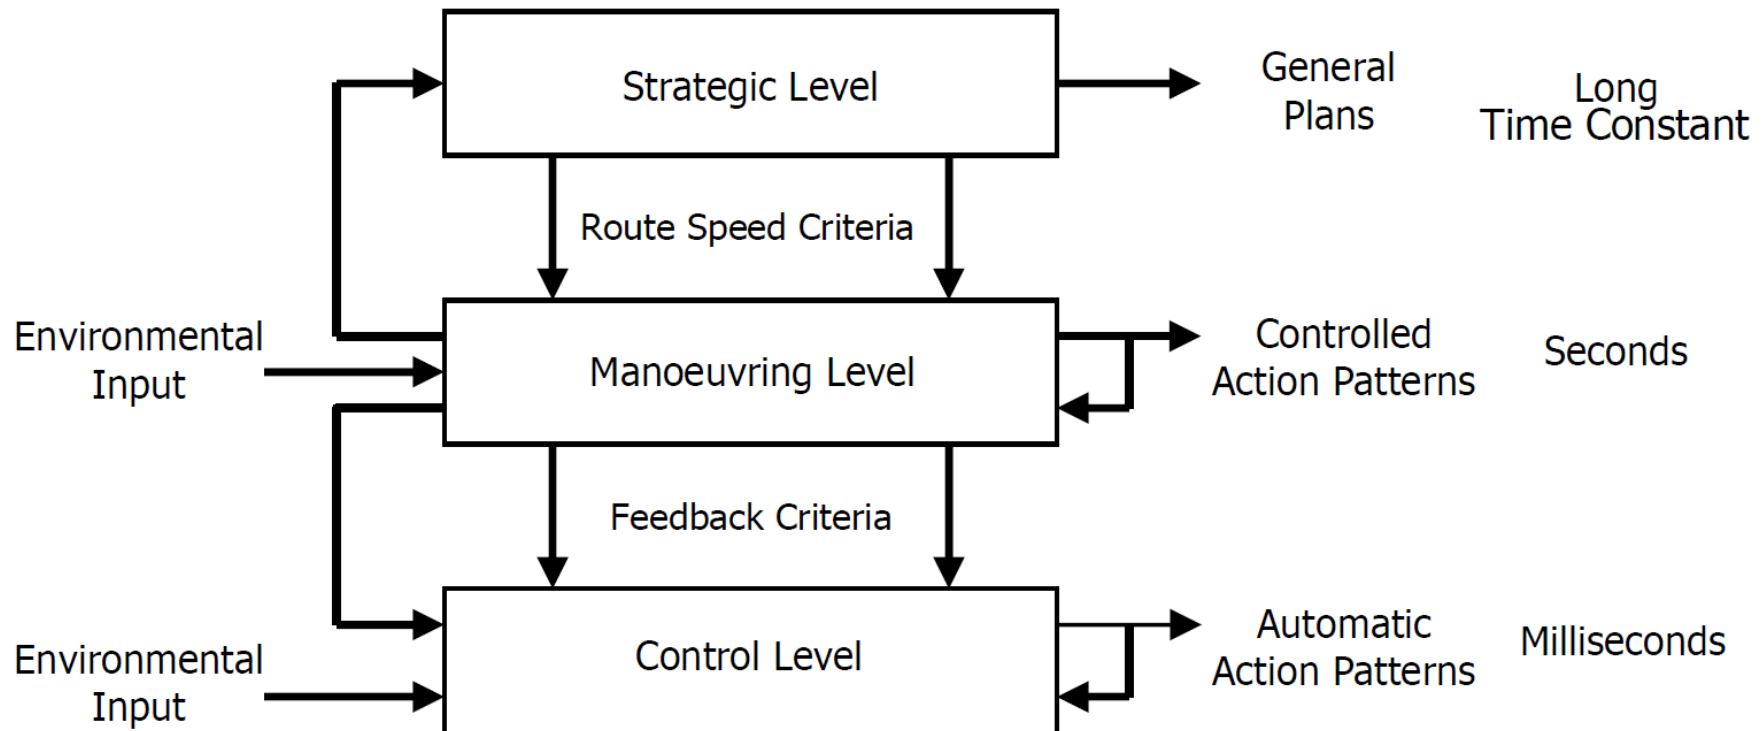 Strategic Level
General
Plans
Long
Time Constant
Route Speed Criteria
Environmental
Input
Manoeuvring Level
Controlled
Action Patterns
Seconds
Feedback Criteria
Environmental
Input
Control Level
Automatic
Action Patterns
Milliseconds